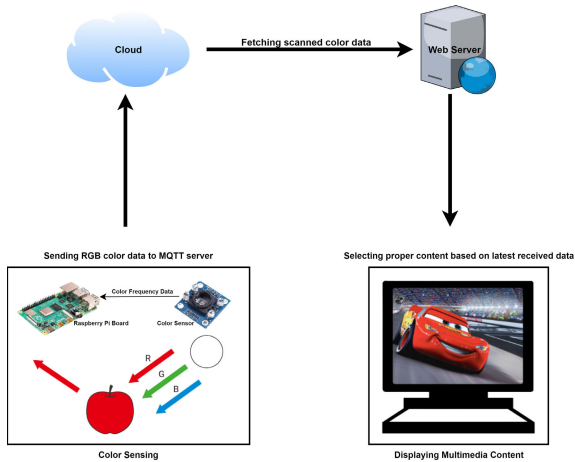 Cloud
Fetching scanned color data
Web Server
Sending RGB color data to MQTT server
Selecting proper content based on latest received data
Color Frequency Data
Raspberry Pi Board
Color Sensor
R
G
B
Color Sensing
Displaying Multimedia Content